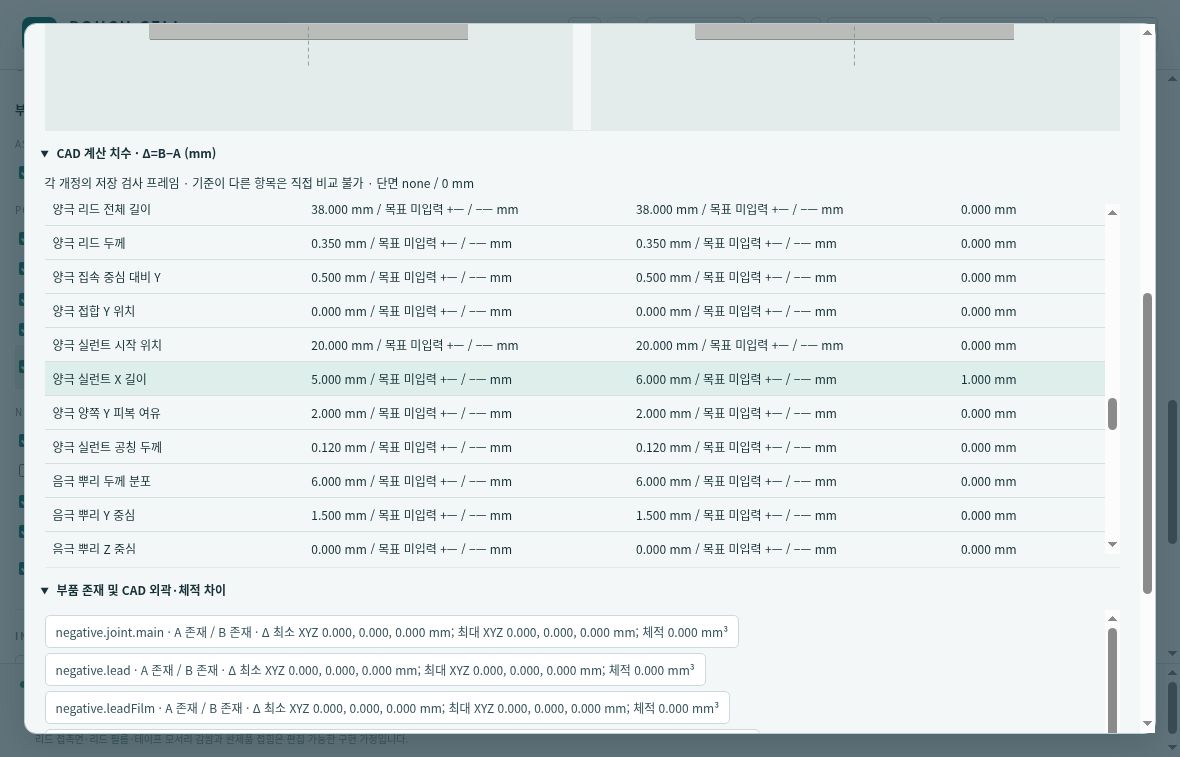 CAD 계산 치수 · Δ=B−A (mm)
각 개정의 저장 검사 프레임 · 기준이 다른 항목은 직접 비교 불가 · 단면 none / 0 mm
양극 리드 전체 길이 38.000 mm / 목표 미입력 +— / −— mm 38.000 mm / 목표 미입력 +— / −— mm 0.000 mm
양극 리드 두께 0.350 mm / 목표 미입력 +— / −— mm 0.350 mm / 목표 미입력 +— / −— mm 0.000 mm
양극 집속 중심 대비 Y 0.500 mm / 목표 미입력 +— / −— mm 0.500 mm / 목표 미입력 +— / −— mm 0.000 mm
양극 접합 Y 위치 0.000 mm / 목표 미입력 +— / −— mm 0.000 mm / 목표 미입력 +— / −— mm 0.000 mm
양극 실런트 시작 위치 20.000 mm / 목표 미입력 +— / −— mm 20.000 mm / 목표 미입력 +— / −— mm 0.000 mm
양극 실런트 X 길이 5.000 mm / 목표 미입력 +— / −— mm 6.000 mm / 목표 미입력 +— / −— mm 1.000 mm
양극 양쪽 Y 피복 여유 2.000 mm / 목표 미입력 +— / −— mm 2.000 mm / 목표 미입력 +— / −— mm 0.000 mm
양극 실런트 공칭 두께 0.120 mm / 목표 미입력 +— / −— mm 0.120 mm / 목표 미입력 +— / −— mm 0.000 mm
음극 뿌리 두께 분포 6.000 mm / 목표 미입력 +— / −— mm 6.000 mm / 목표 미입력 +— / −— mm 0.000 mm
음극 뿌리 Y 중심 1.500 mm / 목표 미입력 +— / −— mm 1.500 mm / 목표 미입력 +— / −— mm 0.000 mm
음극 뿌리 Z 중심 0.000 mm / 목표 미입력 +— / −— mm 0.000 mm / 목표 미입력 +— / −— mm 0.000 mm
부품 존재 및 CAD 외곽·체적 차이
negative.joint.main · A 존재 / B 존재 · Δ 최소 XYZ 0.000, 0.000, 0.000 mm; 최대 XYZ 0.000, 0.000, 0.000 mm; 체적 0.000 mm³
negative.lead · A 존재 / B 존재 · Δ 최소 XYZ 0.000, 0.000, 0.000 mm; 최대 XYZ 0.000, 0.000, 0.000 mm; 체적 0.000 mm³
negative.leadFilm · A 존재 / B 존재 · Δ 최소 XYZ 0.000, 0.000, 0.000 mm; 최대 XYZ 0.000, 0.000, 0.000 mm; 체적 0.000 mm³